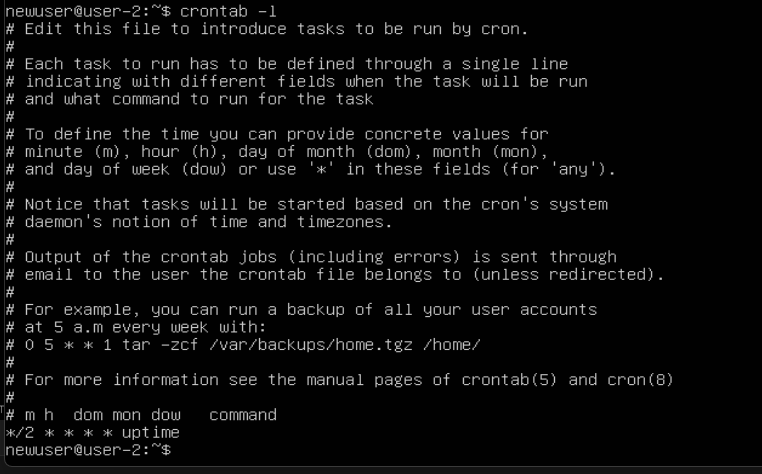 newuser@user-2:~$ crontab -l
# Edit this file to introduce tasks to be run by cron.
#
# Each task to run has to be defined through a single line
# indicating with different fields when the task will be run
# and what command to run for the task
#
# To define the time you can provide concrete values for
# minute (m), hour (h), day of month (dom), month (mon),
# and day of week (dow) or use '*' in these fields (for 'any').
#
# Notice that tasks will be started based on the cron's system
# daemon's notion of time and timezones.
#
# Output of the crontab jobs (including errors) is sent through
# email to the user the crontab file belongs to (unless redirected).
#
# For example, you can run a backup of all your user accounts
# at 5 a.m every week with:
# 0 5 * * 1 tar -zcf /var/backups/home.tgz /home/
#
# For more information see the manual pages of crontab(5) and cron(8)
#
# m h  dom mon dow   command
*/2 * * * * uptime
newuser@user-2:~$